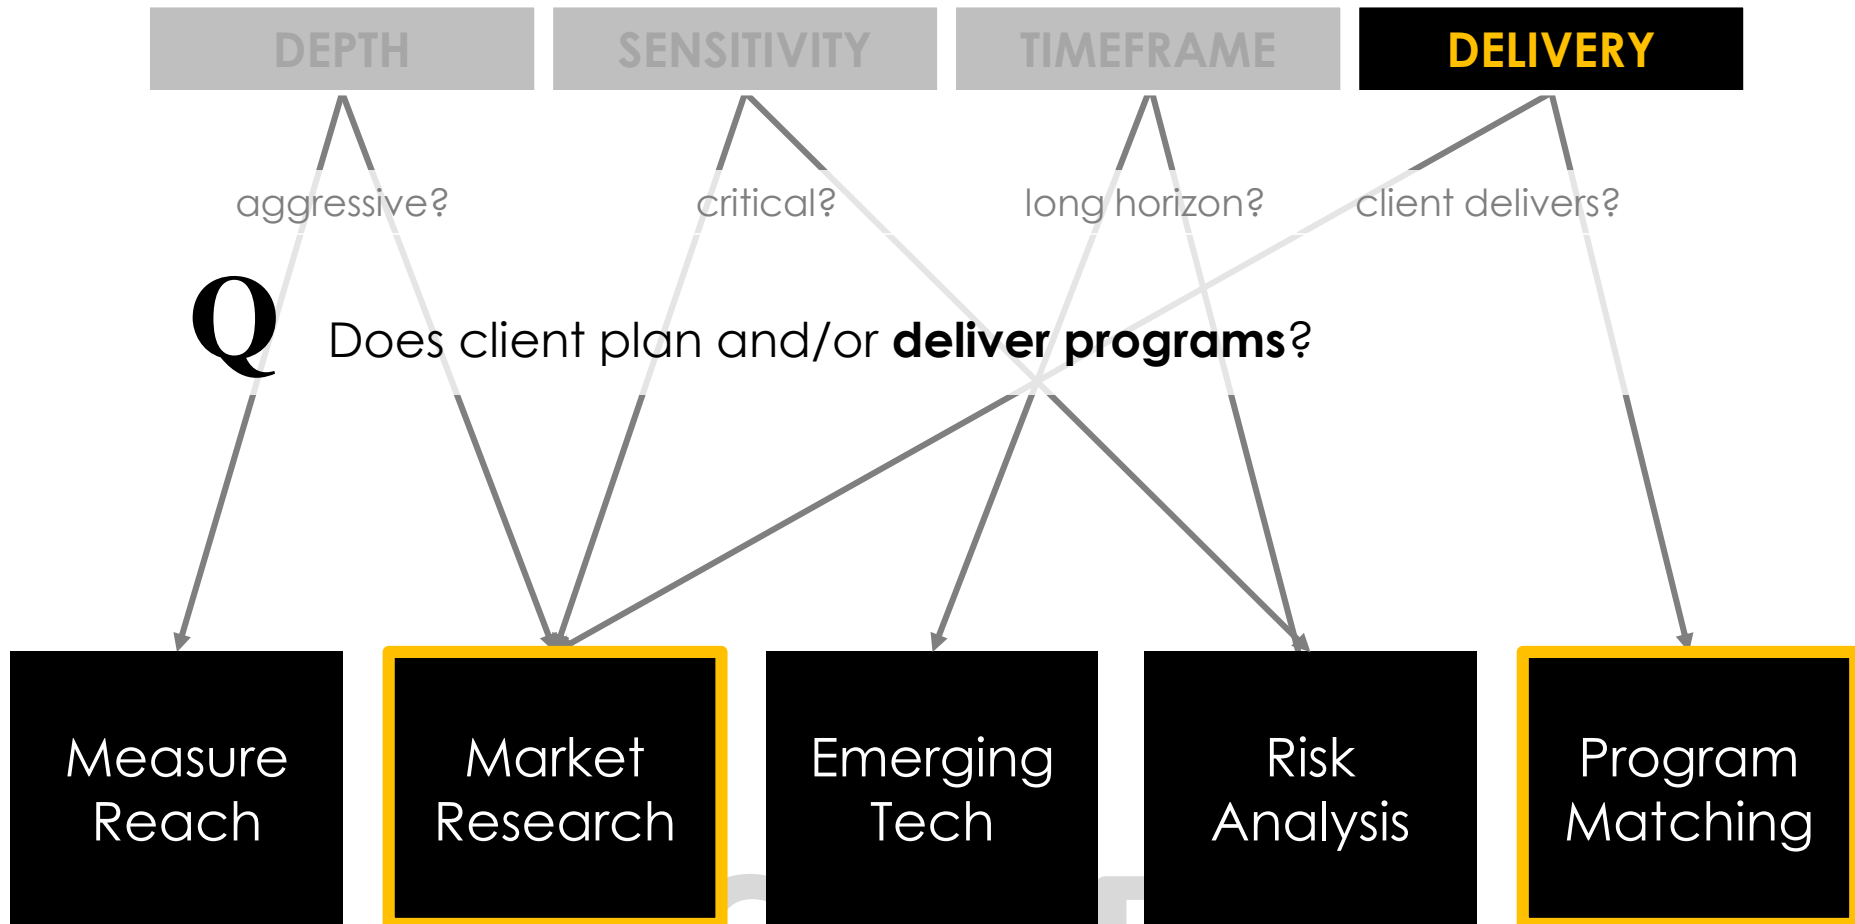 DEPTH
SENSITIVITY
TIMEFRAME
DELIVERY
aggressive?
critical?
long horizon?
client delivers?
Q
Does client plan and/or deliver programs?
Measure
Reach
Market
Research
Emerging
Tech
Risk
Analysis
Program
Matching